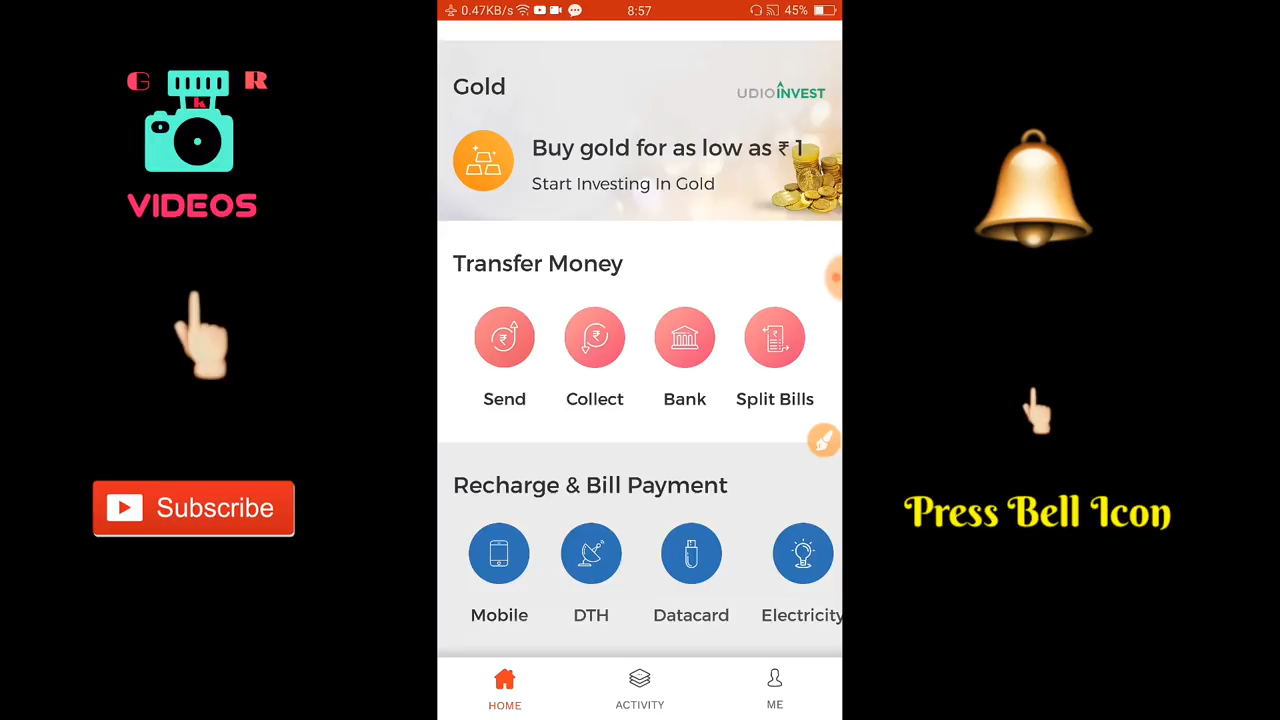 G R
k
VIDEOS
Subscribe
0.47KB/s 8:57 45%
Gold
UDIOINVEST
Buy gold for as low as ₹ 1
Start Investing In Gold
Transfer Money
Send Collect Bank Split Bills
Recharge & Bill Payment
Mobile DTH Datacard Electricity
HOME ACTIVITY ME
Press Bell Icon